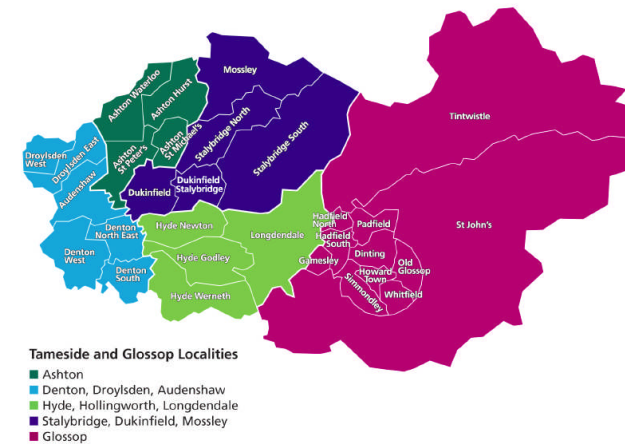 Mossley
Ashton Waterloo
Ashton Hurst
Tintwistle
Stalybridge North
Ashton
St Michael's
Stalybridge South
Droylsden East
Droylsden
West
Ashton
St Peter's
Audenshaw
Dukinfield
Dukinfield
Stalybridge
Hadfield
North
Padfield
St John's
Denton
North East
Hyde Newton
Longdendale
Hadfield
South
Denton
West
Hyde Godley
Gamesley
Dinting
Old
Glossop
Denton
South
Howard
Town
Simmondley
Whitfield
Hyde Werneth
Tameside and Glossop Localities
Ashton
Denton, Droylsden, Audenshaw
Hyde, Hollingworth, Longdendale
Stalybridge, Dukinfield, Mossley
Glossop